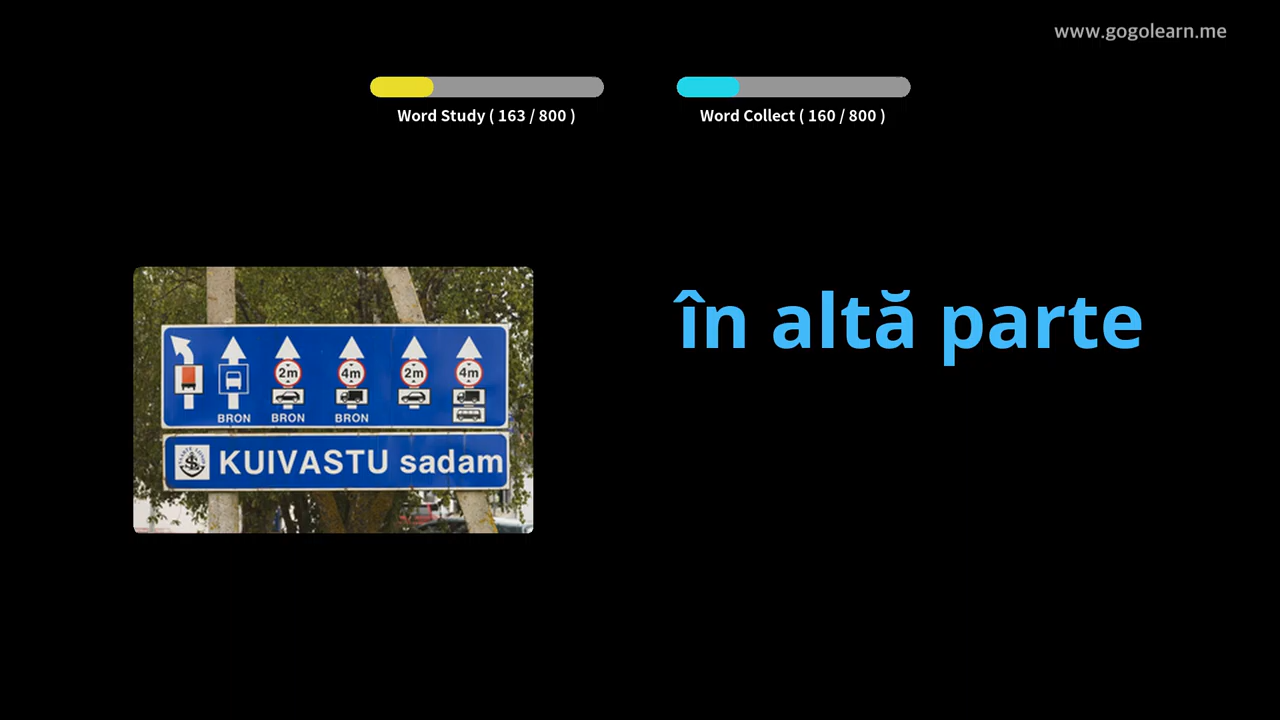 www.gogolearn.me
Word Study ( 163 / 800 )
Word Collect ( 160 / 800 )
în altă parte
2m 4m 2m 4m
BRON BRON BRON
KUIVASTU sadam